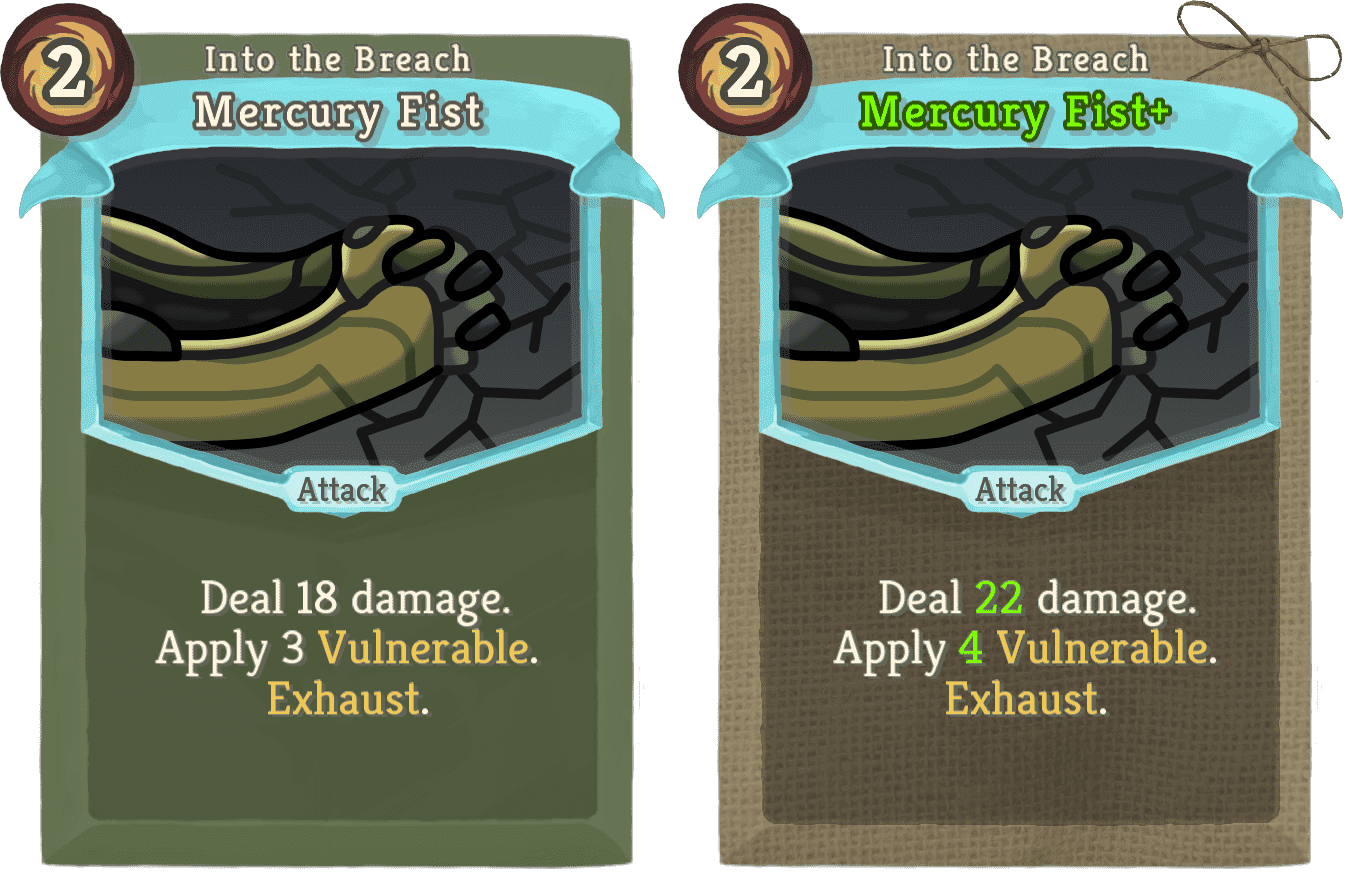 2
Into the Breach
Mercury Fist
Attack
Deal 18 damage.
Apply 3 Vulnerable.
Exhaust.
2
Into the Breach
Mercury Fist+
Attack
Deal 22 damage.
Apply 4 Vulnerable.
Exhaust.